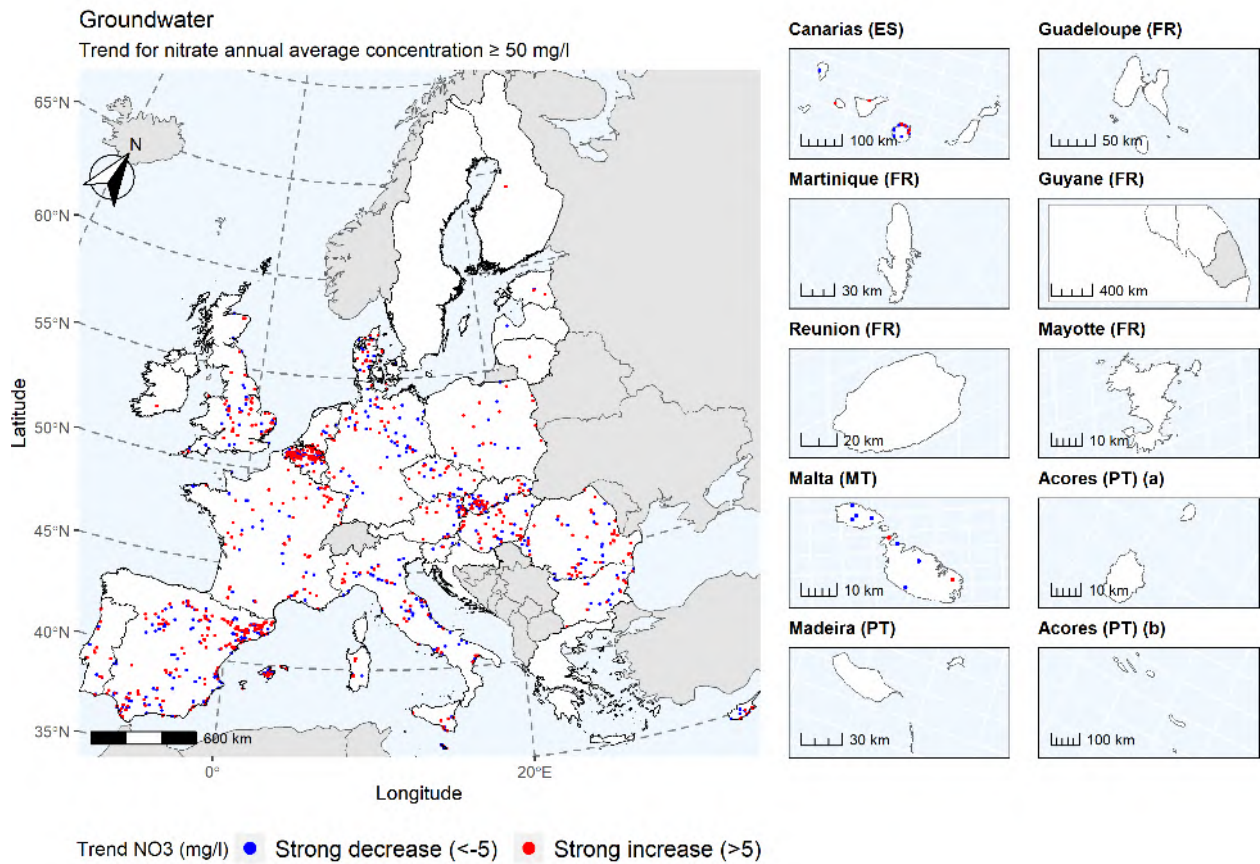 Groundwater
Trend for nitrate annual average concentration ≥ 50 mg/l
65°N
60°N
55°N
50°N
45°N
40°N
35°N
Latitude
N
600 km
0°
20°E
Longitude
Canarias (ES)
100 km
Guadeloupe (FR)
50 km
Martinique (FR)
30 km
Guyane (FR)
400 km
Reunion (FR)
20 km
Mayotte (FR)
10 km
Malta (MT)
10 km
Acores (PT) (a)
10 km
Madeira (PT)
30 km
Acores (PT) (b)
100 km
Trend NO3 (mg/l) Strong decrease (<-5) Strong increase (>5)